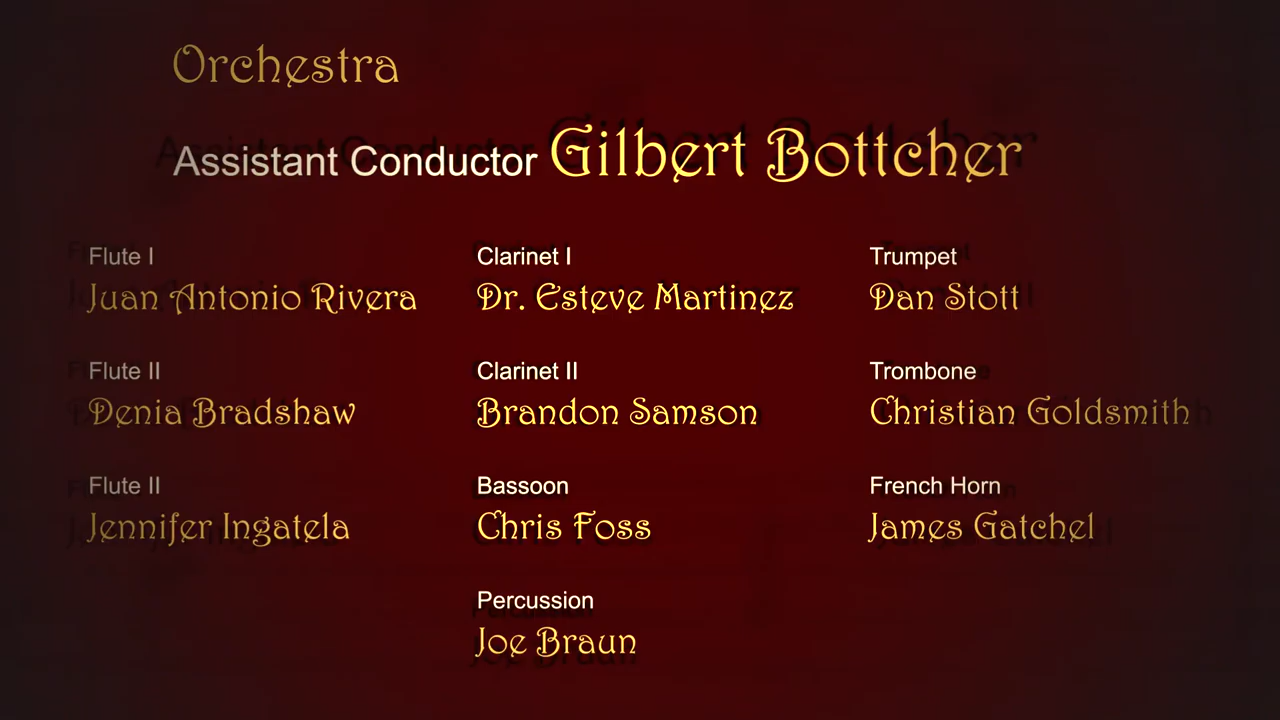 Orchestra
Assistant Conductor Gilbert Bottcher
Flute I
Juan Antonio Rivera
Flute II
Denia Bradshaw
Flute II
Jennifer Ingatela
Clarinet I
Dr. Esteve Martinez
Clarinet II
Brandon Samson
Bassoon
Chris Foss
Percussion
Joe Braun
Trumpet
Dan Stott
Trombone
Christian Goldsmith
French Horn
James Gatchel